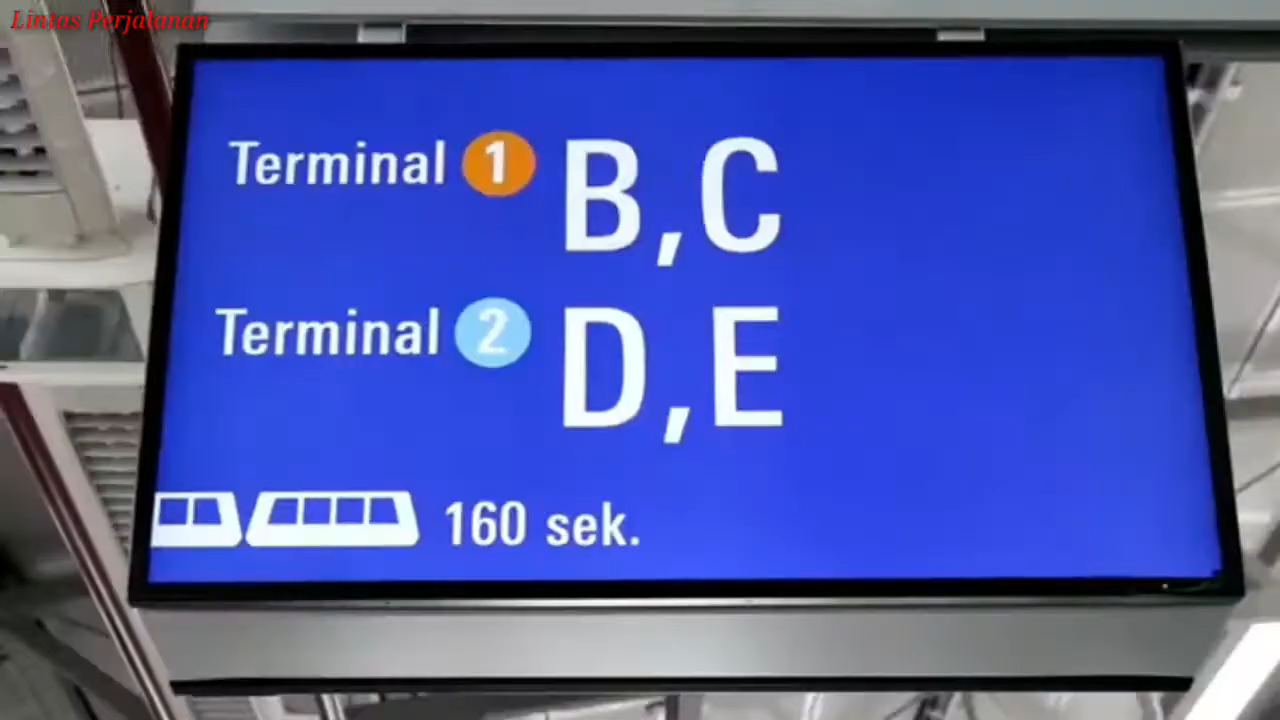 Lintas Perjalanan
Terminal 1 B,C
Terminal 2 D,E
160 sek.